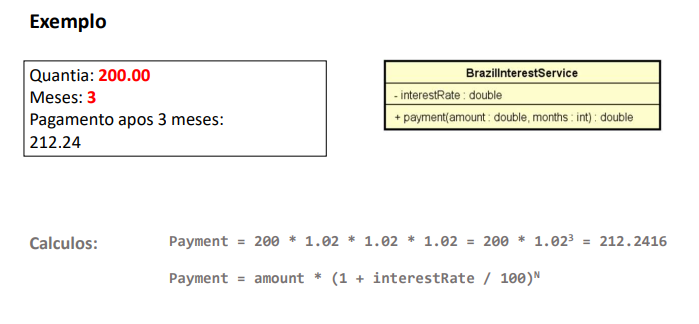 Exemplo
Quantia: 200.00
Meses: 3
Pagamento apos 3 meses:
212.24
BrazilInterestService
- interestRate : double
+ payment(amount : double, months : int) : double
Calculos:
Payment = 200 * 1.02 * 1.02 * 1.02 = 200 * 1.02³ = 212.2416
Payment = amount * (1 + interestRate / 100)ᴺ